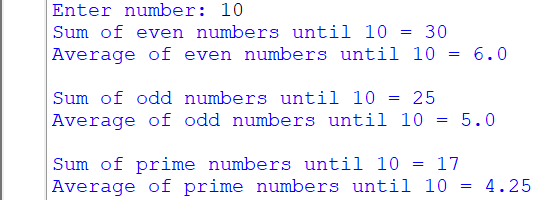 Enter number: 10
Sum of even numbers until 10 = 30
Average of even numbers until 10 = 6.0
Sum of odd numbers until 10 = 25
Average of odd numbers until 10 = 5.0
Sum of prime numbers until 10 = 17
Average of prime numbers until 10 = 4.25